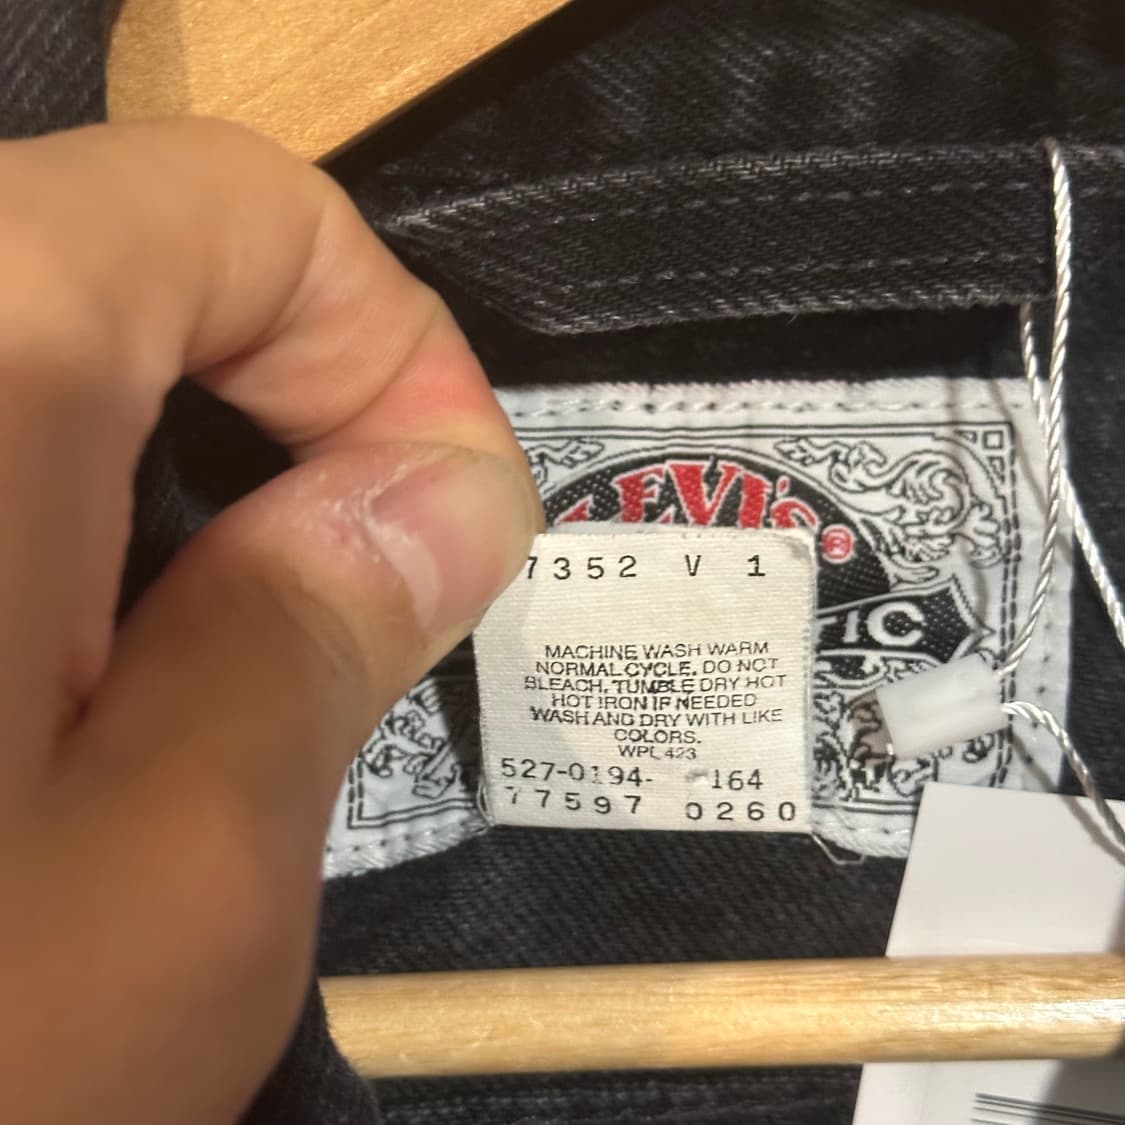 LEVI'S®
TIC
7352 V 1
MACHINE WASH WARM
NORMAL CYCLE. DO NOT
BLEACH. TUMBLE DRY HOT
HOT IRON IF NEEDED
WASH AND DRY WITH LIKE
COLORS.
WPL 423
527-0194- 164
77597 0260